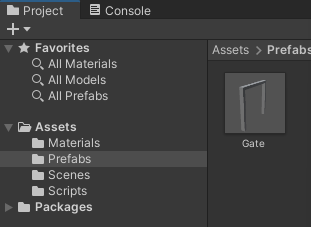 Project
Console
Favorites
All Materials
All Models
All Prefabs
Assets
Materials
Prefabs
Scenes
Scripts
Packages
Assets > Prefabs
Gate